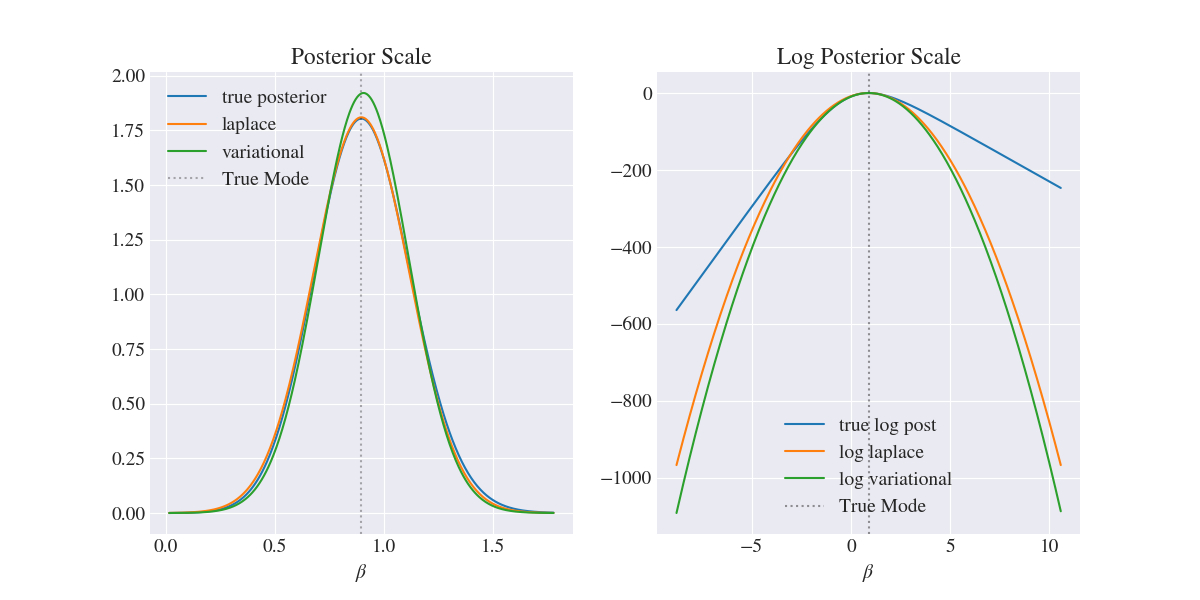 Posterior Scale
2.00
1.75
1.50
1.25
1.00
0.75
0.50
0.25
0.00
true posterior
laplace
variational
True Mode
0.0
0.5
1.0
1.5
β
Log Posterior Scale
0
−200
−400
−600
−800
−1000
true log post
log laplace
log variational
True Mode
−5
0
5
10
β